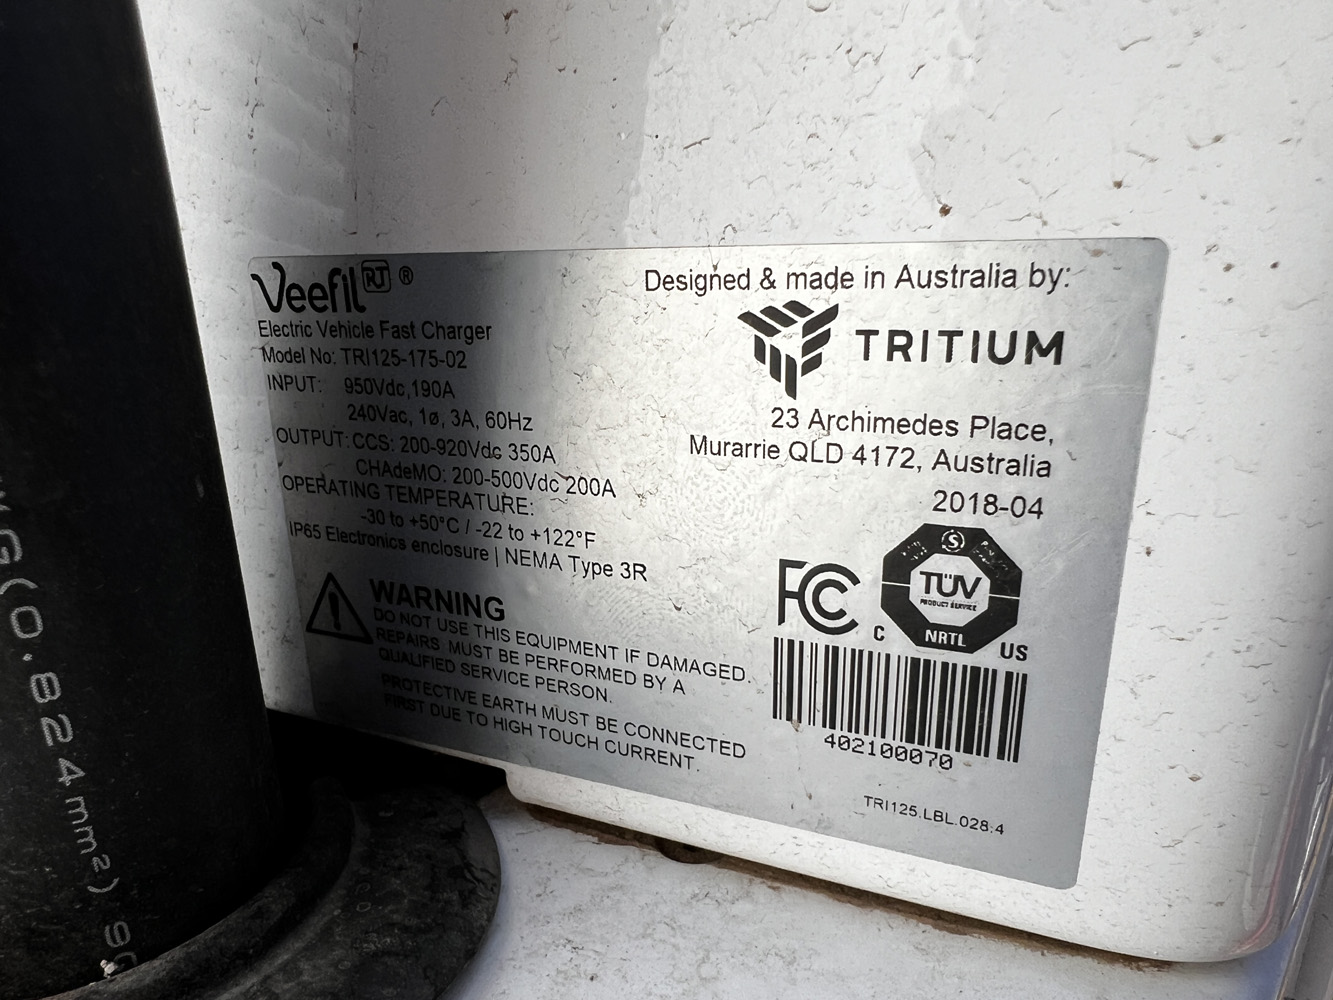 Veefil RT ®
Electric Vehicle Fast Charger
Model No: TRI125-175-02
INPUT: 950Vdc,190A
240Vac, 1ø, 3A, 60Hz
OUTPUT: CCS: 200-920Vdc 350A
CHAdeMO: 200-500Vdc 200A
OPERATING TEMPERATURE:
-30 to +50°C / -22 to +122°F
IP65 Electronics enclosure | NEMA Type 3R
WARNING
DO NOT USE THIS EQUIPMENT IF DAMAGED.
REPAIRS MUST BE PERFORMED BY A
QUALIFIED SERVICE PERSON.
PROTECTIVE EARTH MUST BE CONNECTED
FIRST DUE TO HIGH TOUCH CURRENT.
Designed & made in Australia by:
TRITIUM
23 Archimedes Place,
Murarrie QLD 4172, Australia
2018-04
FCC
S
TÜV
PRODUCT SERVICE
NRTL
C US
402100070
TRI125.LBL.028.4
(0.824mm²)